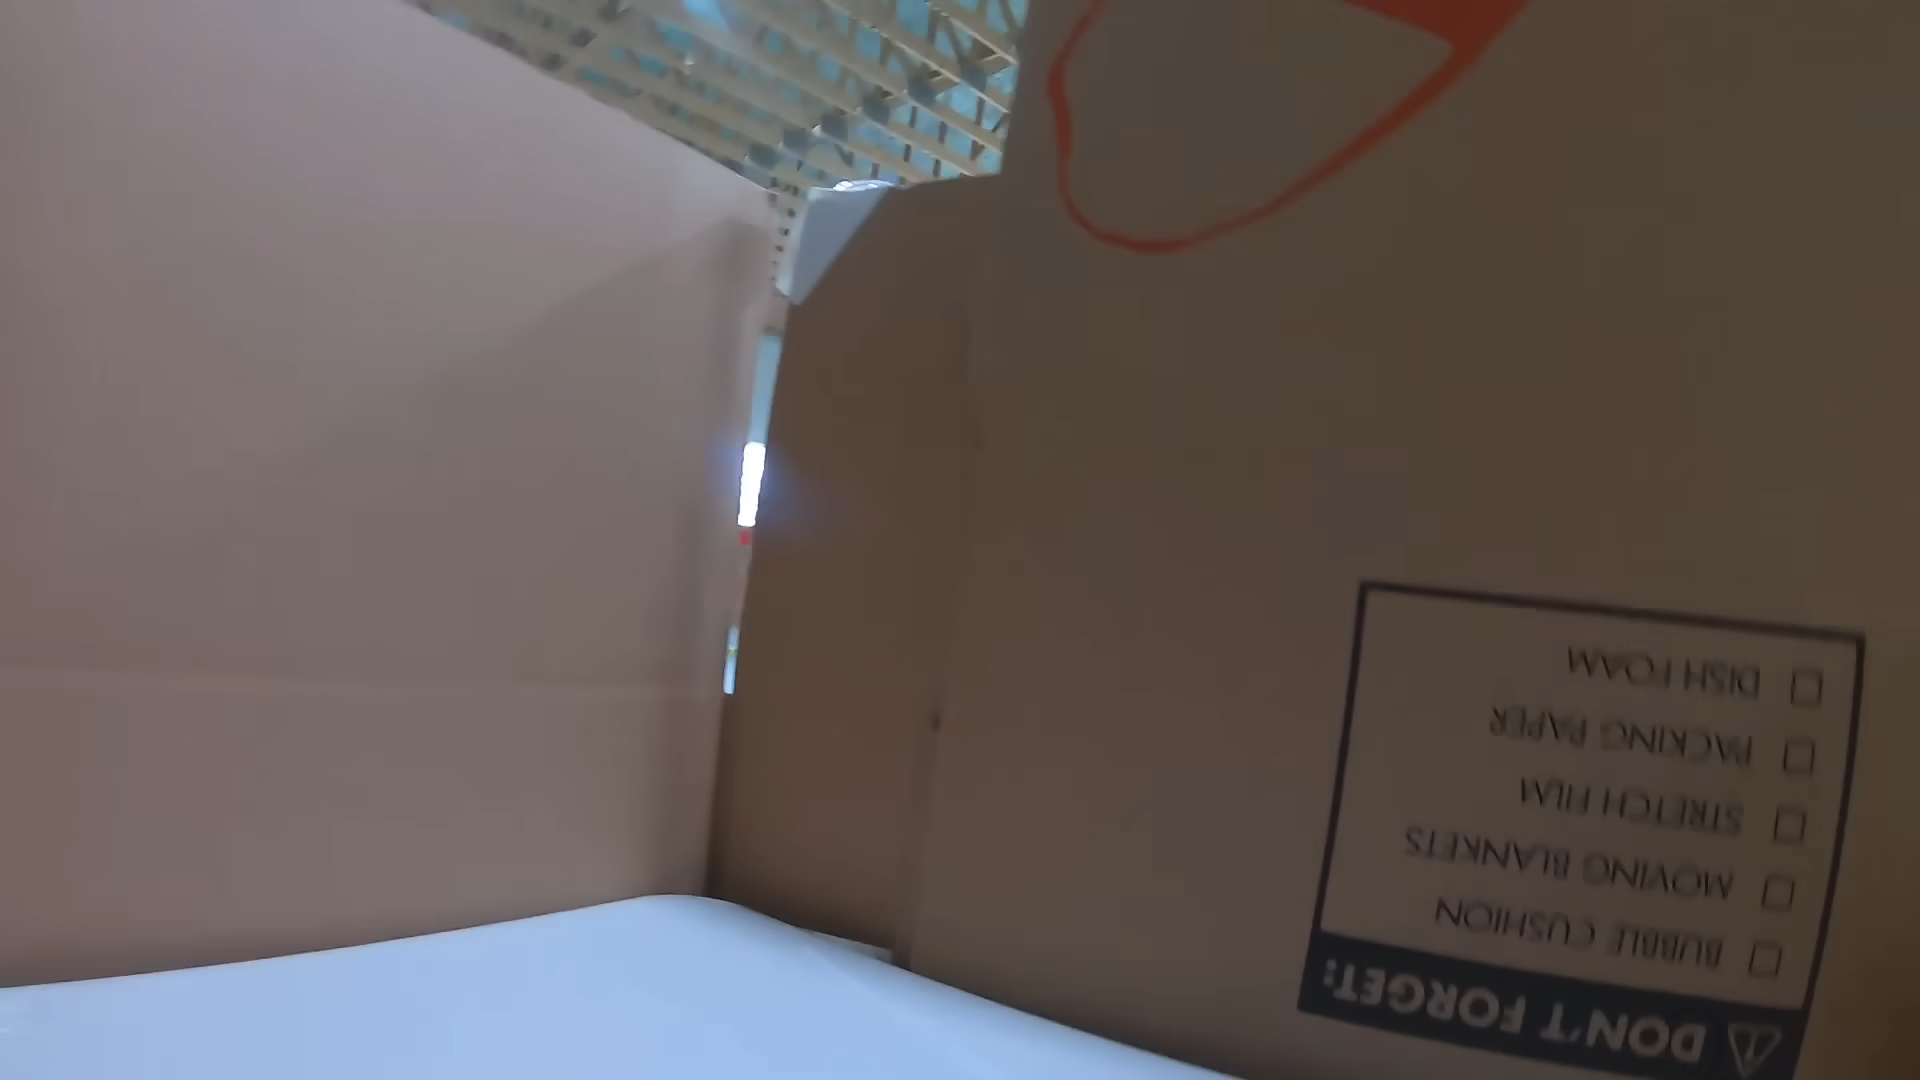 DON'T FORGET:
BUBBLE CUSHION
MOVING BLANKETS
STRETCH FILM
PACKING PAPER
DISH FOAM